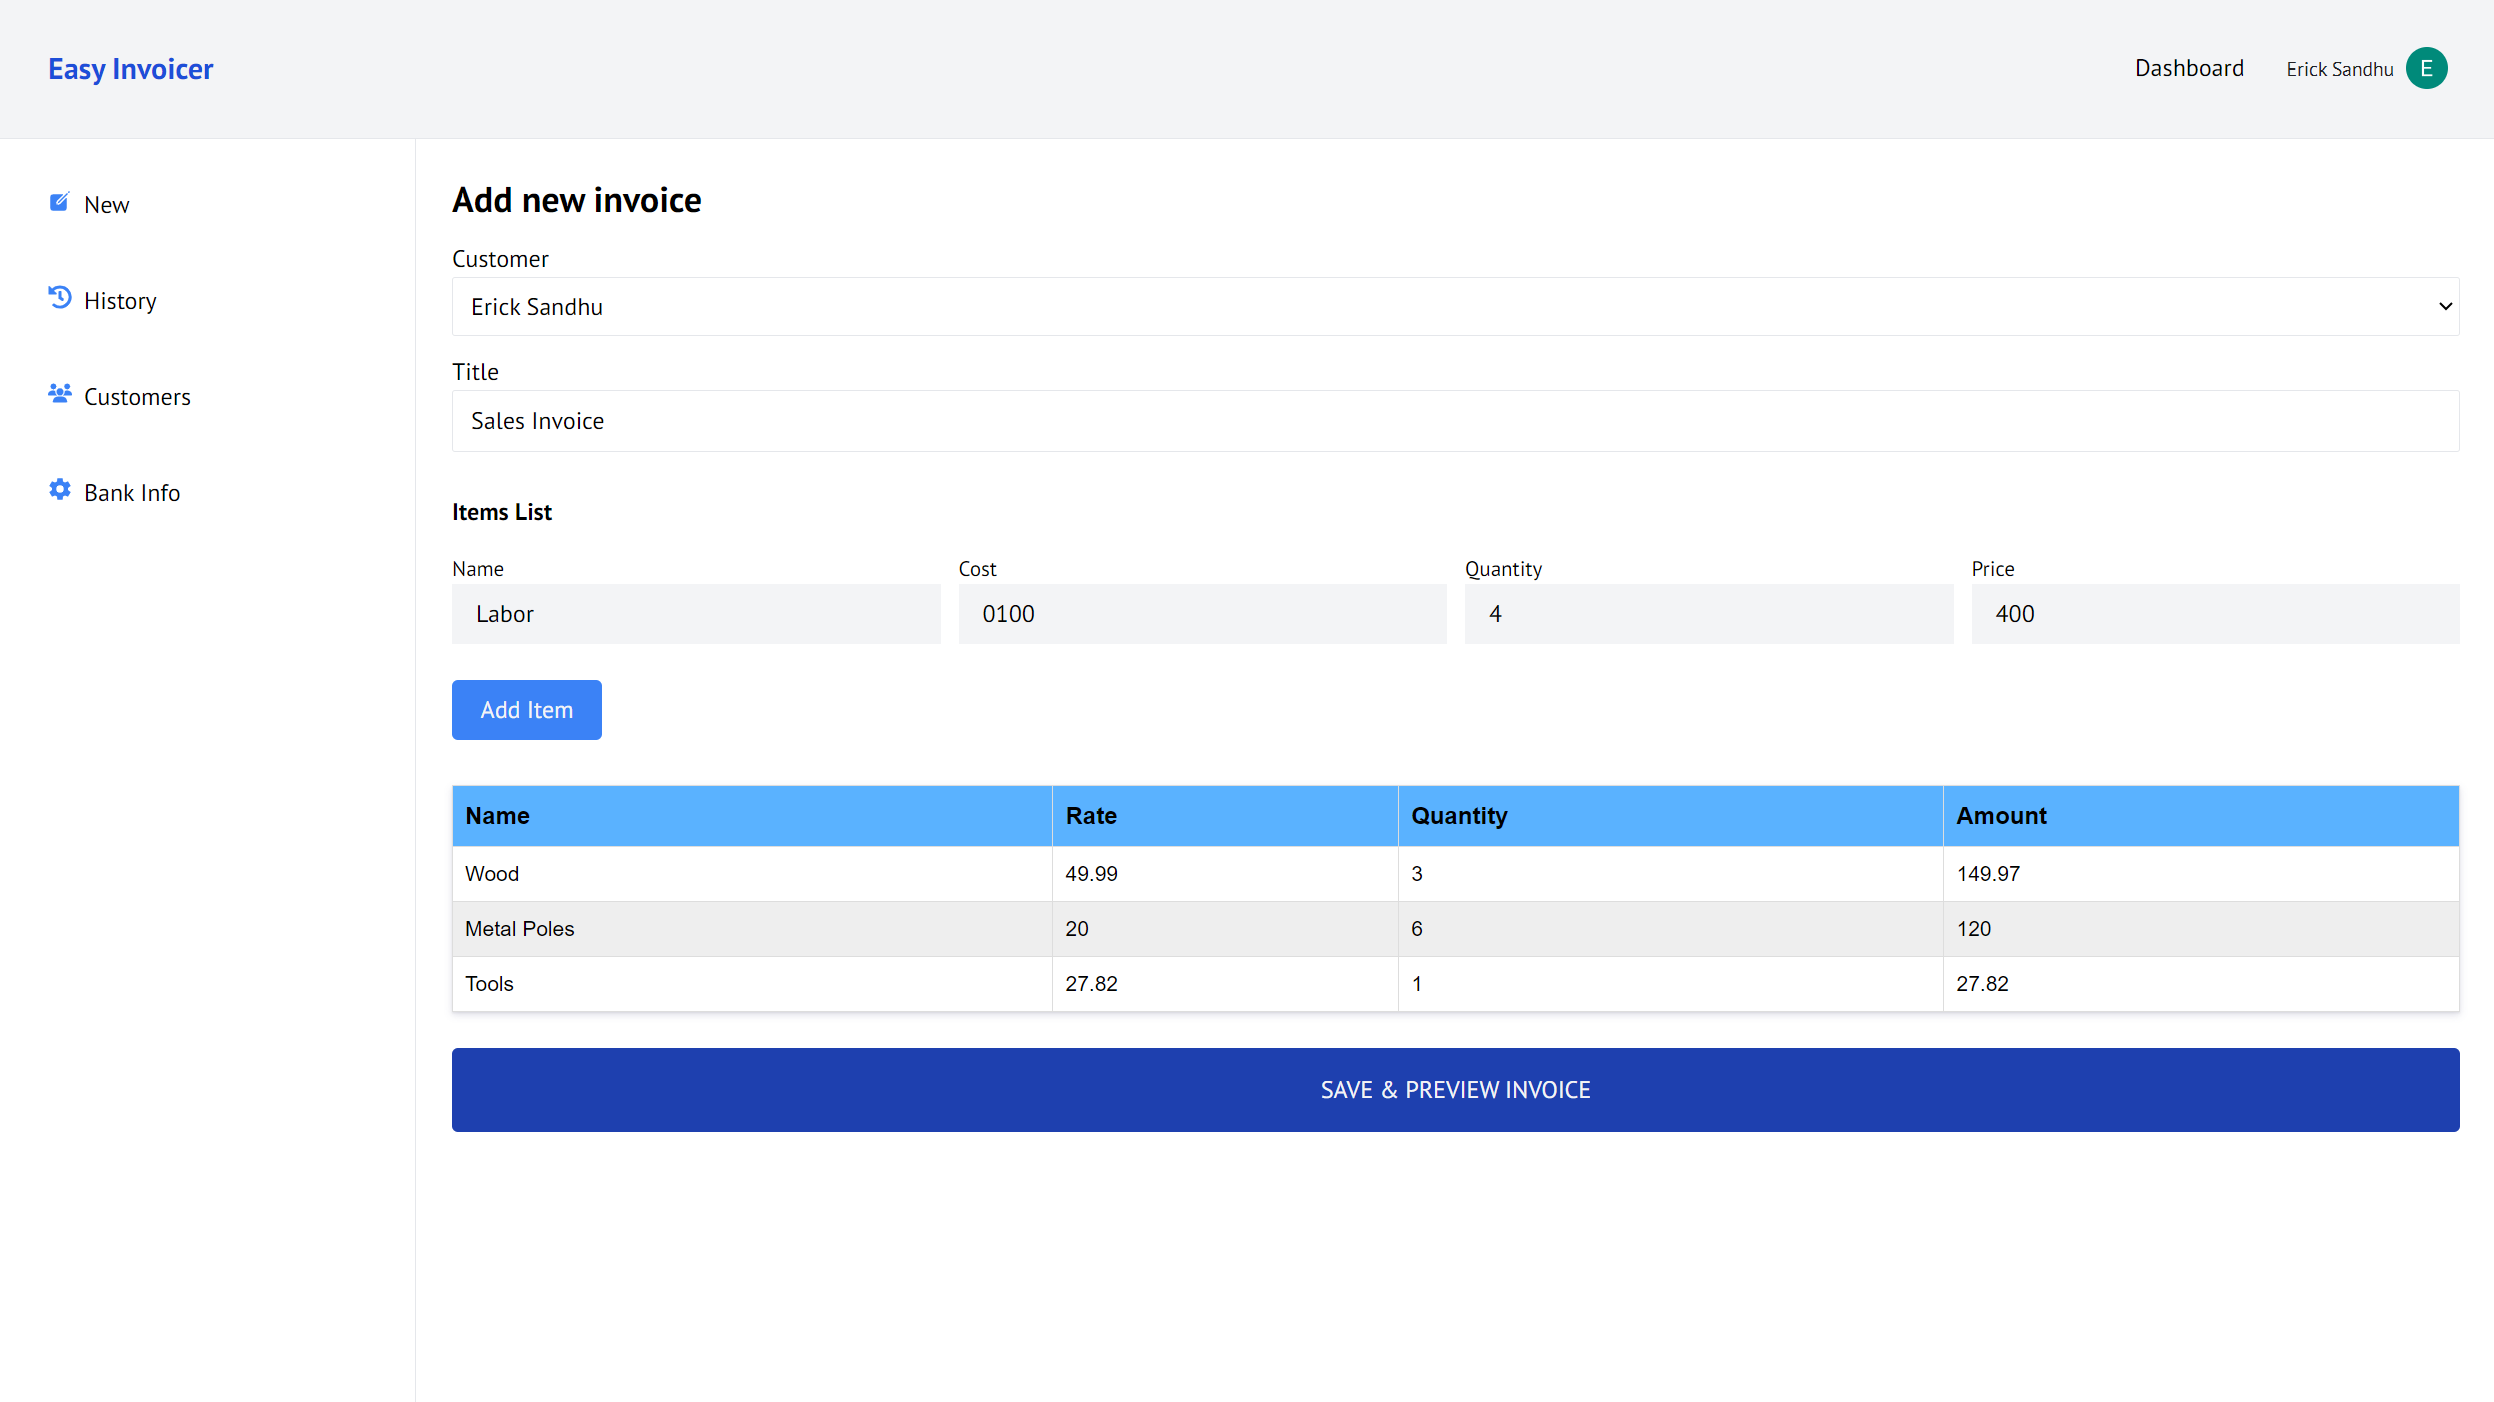 Easy Invoicer
Dashboard
Erick Sandhu
E
New
History
Customers
Bank Info
Add new invoice
Customer
Erick Sandhu
Title
Sales Invoice
Items List
Name Cost Quantity Price
Labor 0100 4 400
Add Item
Name Rate Quantity Amount
Wood 49.99 3 149.97
Metal Poles 20 6 120
Tools 27.82 1 27.82
SAVE & PREVIEW INVOICE